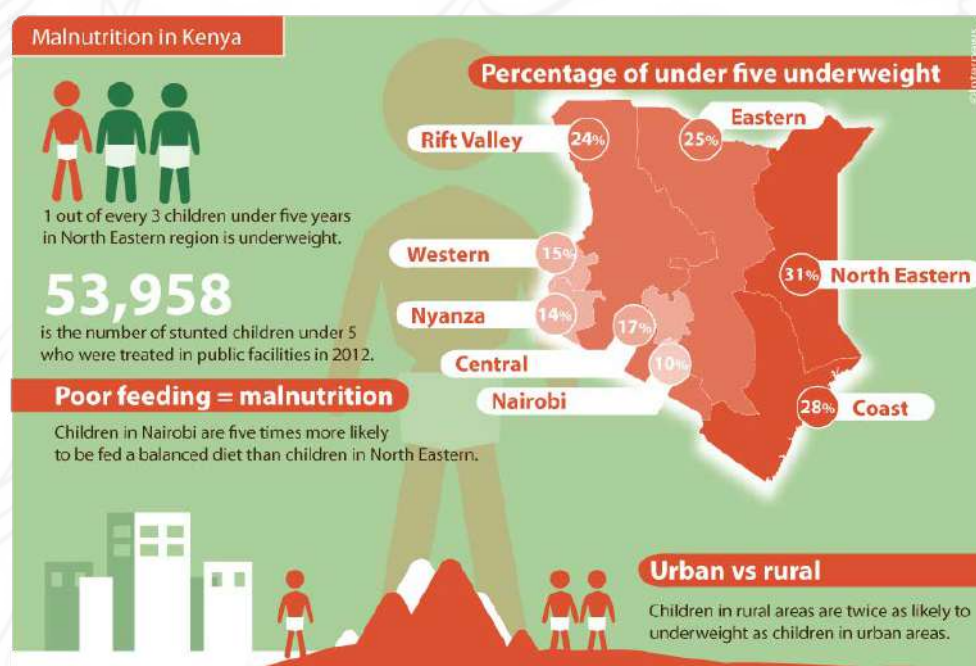 Malnutrition in Kenya
1 out of every 3 children under five years
in North Eastern region is underweight.
53,958
is the number of stunted children under 5
who were treated in public facilities in 2012.
Poor feeding = malnutrition
Children in Nairobi are five times more likely
to be fed a balanced diet than children in North Eastern.
Percentage of under five underweight
Rift Valley 24%
25% Eastern
Western 15%
31% North Eastern
Nyanza 14%
Central 17%
Nairobi 10%
28% Coast
Urban vs rural
Children in rural areas are twice as likely to
underweight as children in urban areas.